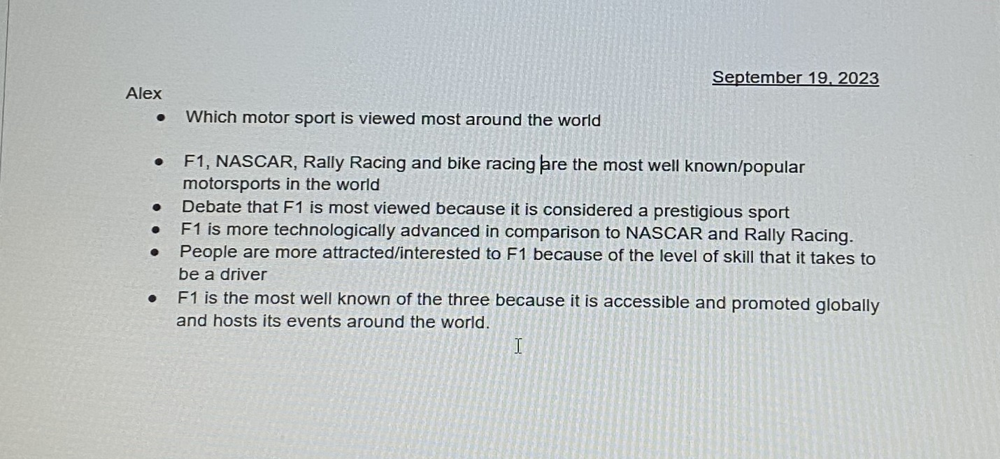 September 19, 2023
Alex
● Which motor sport is viewed most around the world
● F1, NASCAR, Rally Racing and bike racing are the most well known/popular
motorsports in the world
● Debate that F1 is most viewed because it is considered a prestigious sport
● F1 is more technologically advanced in comparison to NASCAR and Rally Racing.
● People are more attracted/interested to F1 because of the level of skill that it takes to
be a driver
● F1 is the most well known of the three because it is accessible and promoted globally
and hosts its events around the world.